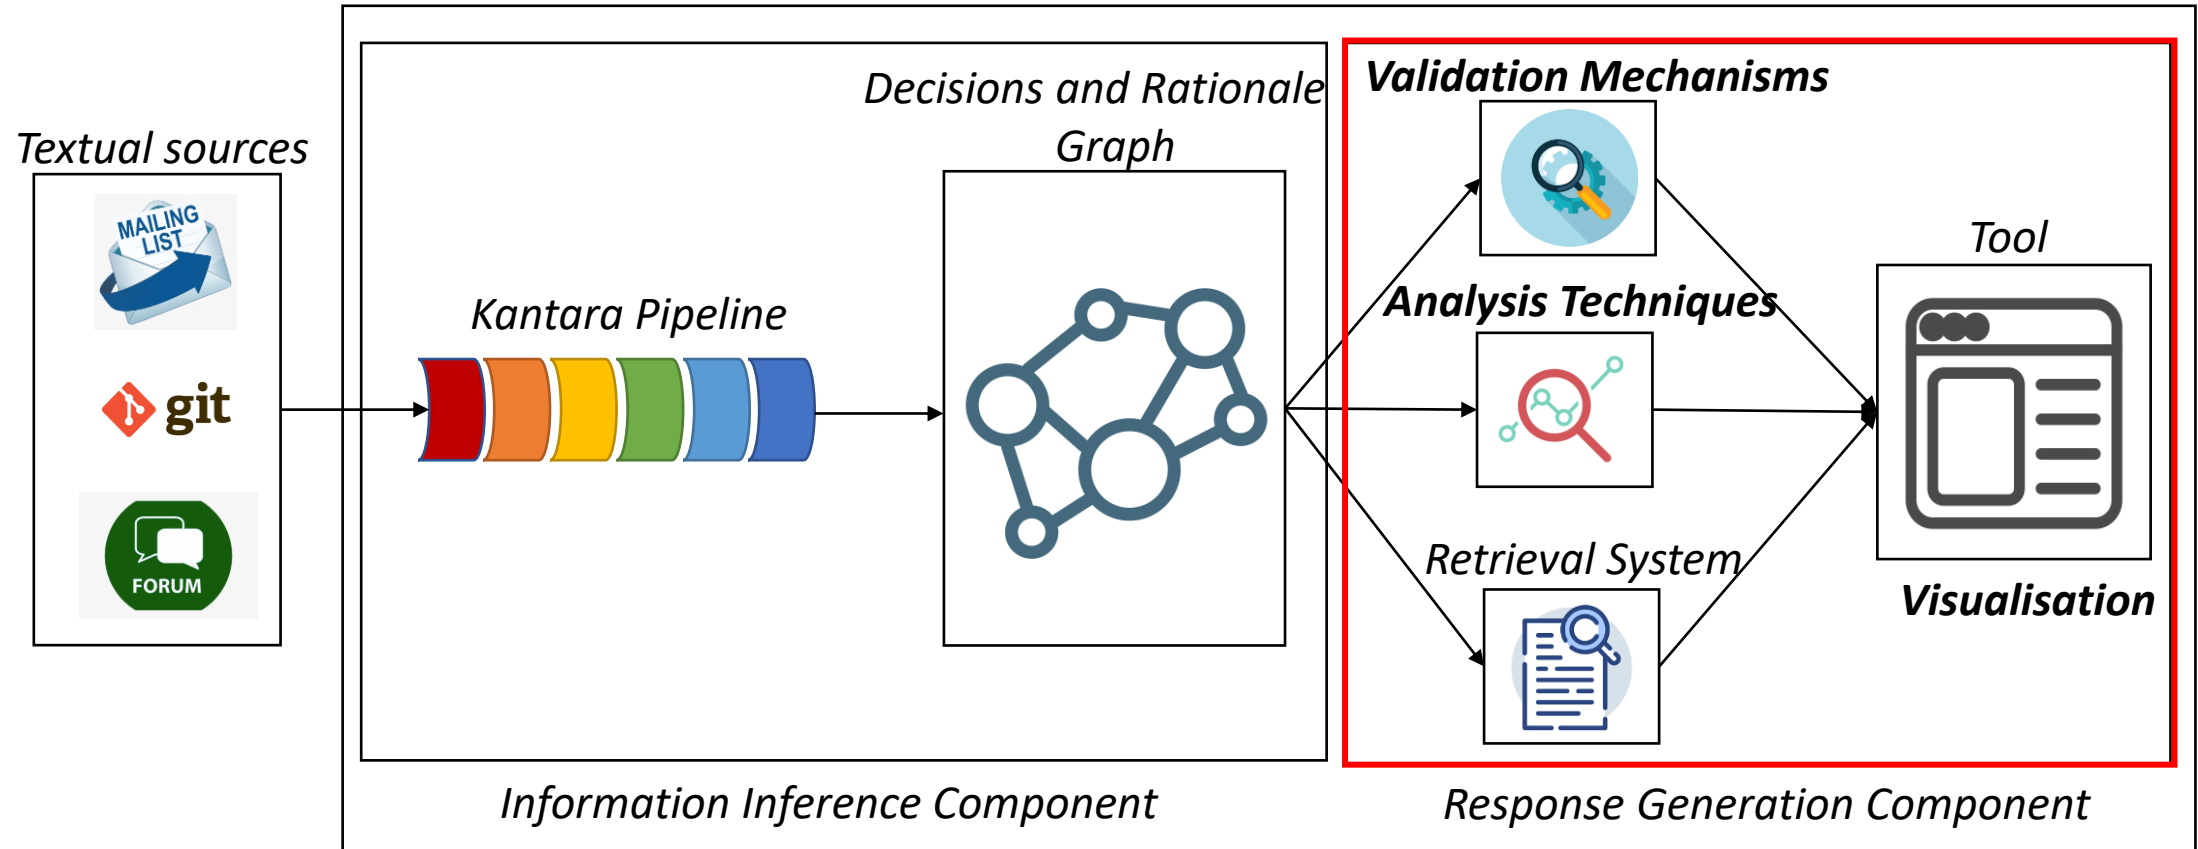 Textual sources
MAILING
LIST
git
FORUM
Kantara Pipeline
Decisions and Rationale
Graph
Information Inference Component
Validation Mechanisms
Analysis Techniques
Retrieval System
Tool
Visualisation
Response Generation Component